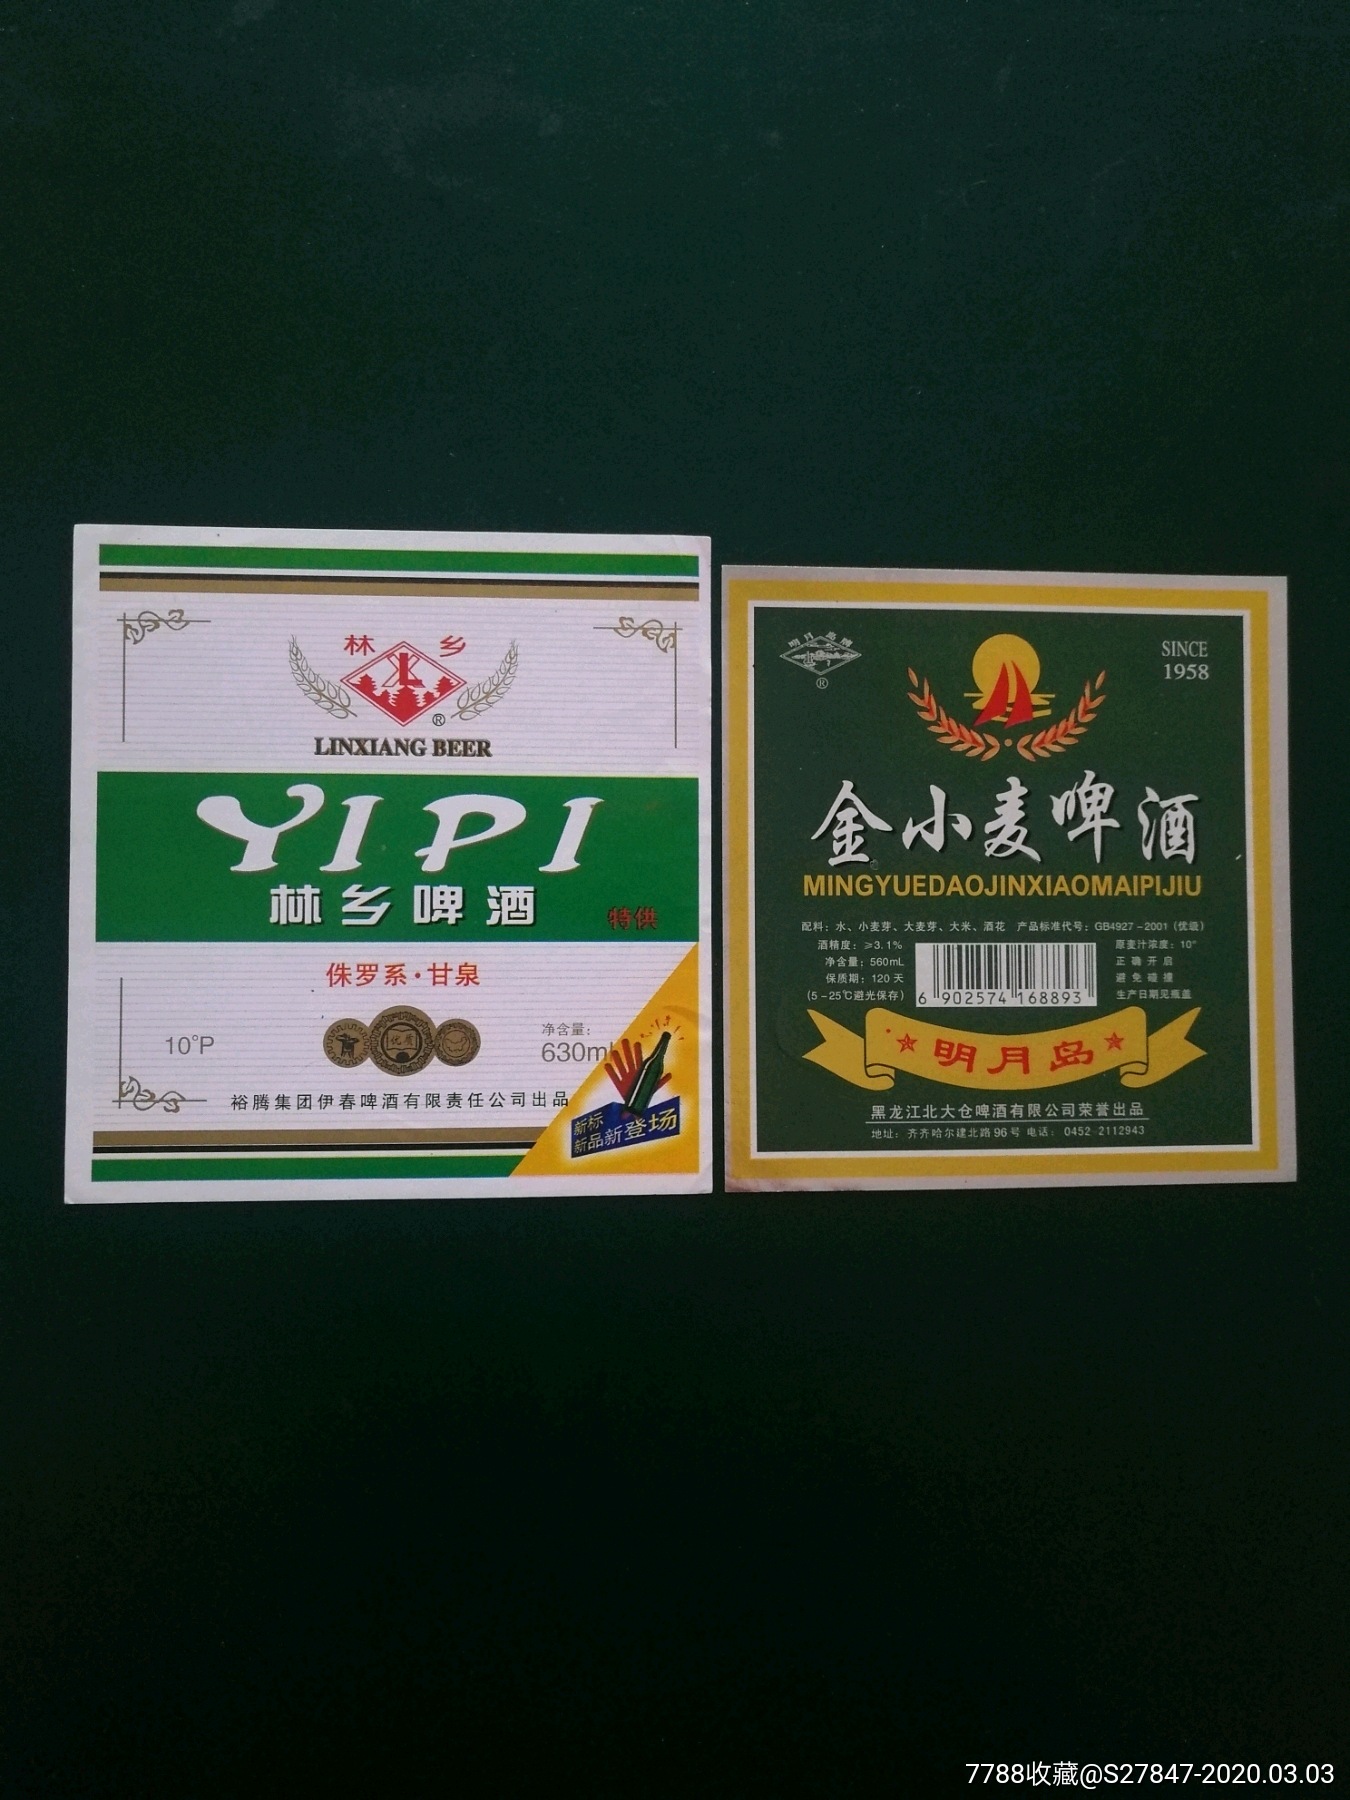 林 乡
®
LINXIANG BEER
YIPI
林乡啤酒
特供
侏罗系·甘泉
10°P
优质
净含量:
630ml
裕腾集团伊春啤酒有限责任公司出品
新标
新品新登场
明月岛牌
®
SINCE
1958
金小麦啤酒
MINGYUEDAOJINXIAOMAIPIJIU
配料: 水、小麦芽、大麦芽、大米、酒花 产品标准代号: GB4927-2001 (优级)
酒精度: ≥3.1%
净含量: 560mL
保质期: 120 天
(5-25℃避光保存)
6 902574 168893
原麦汁浓度: 10°
正确开启
避免碰撞
生产日期见瓶盖
明月岛
黑龙江北大仓啤酒有限公司荣誉出品
地址: 齐齐哈尔建北路96号 电话: 0452-2112943
7788收藏@S27847-2020.03.03